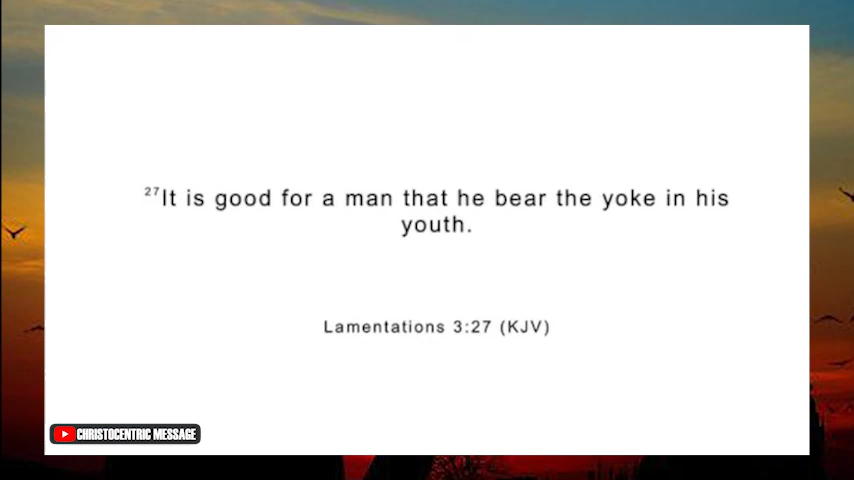 27It is good for a man that he bear the yoke in his
youth.
Lamentations 3:27 (KJV)
CHRISTOCENTRIC MESSAGE